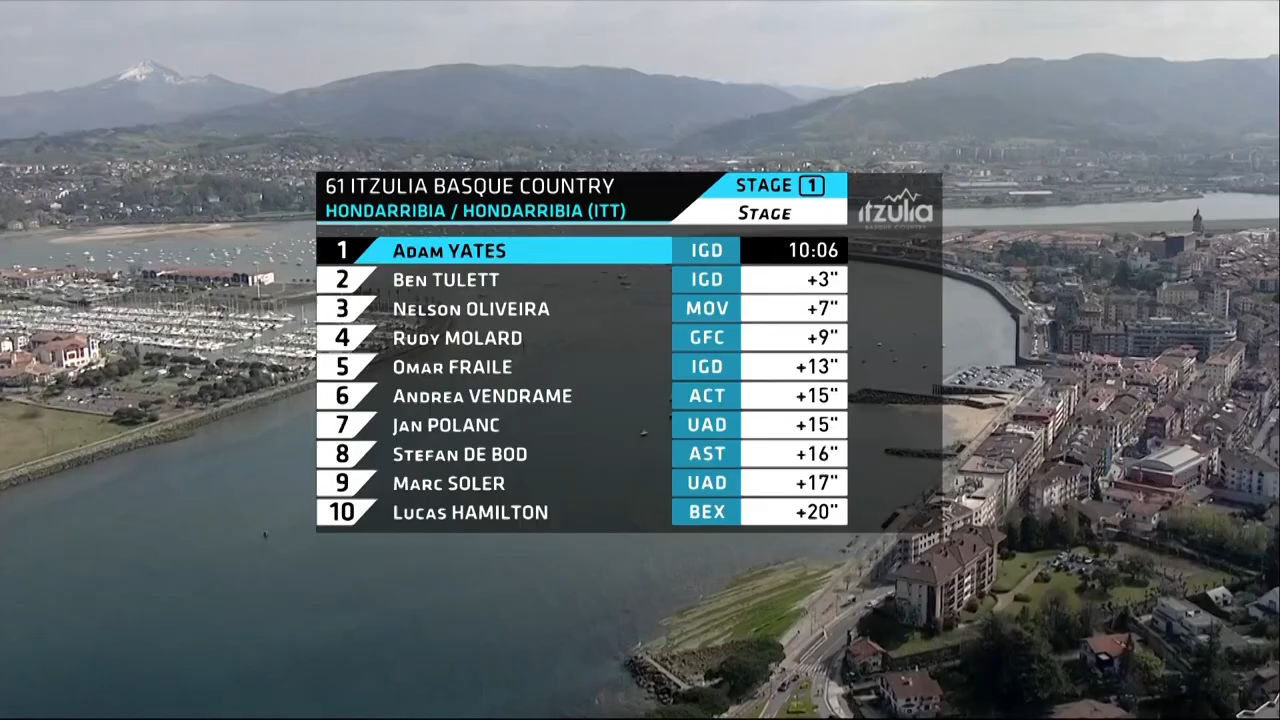 61 ITZULIA BASQUE COUNTRY STAGE 1
HONDARRIBIA / HONDARRIBIA (ITT) STAGE
itzulia
BASQUE COUNTRY
1 ADAM YATES IGD 10:06
2 BEN TULETT IGD +3"
3 NELSON OLIVEIRA MOV +7"
4 RUDY MOLARD GFC +9"
5 OMAR FRAILE IGD +13"
6 ANDREA VENDRAME ACT +15"
7 JAN POLANC UAD +15"
8 STEFAN DE BOD AST +16"
9 MARC SOLER UAD +17"
10 LUCAS HAMILTON BEX +20"